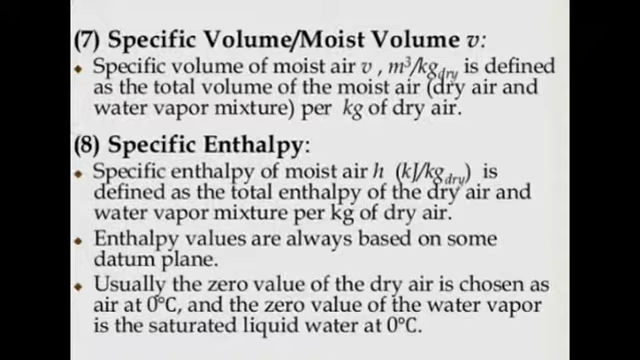 (7) Specific Volume/Moist Volume v:
Specific volume of moist air v , m³/kg_dry is defined
as the total volume of the moist air (dry air and
water vapor mixture) per kg of dry air.
(8) Specific Enthalpy:
Specific enthalpy of moist air h (kJ/kg_dry) is
defined as the total enthalpy of the dry air and
water vapor mixture per kg of dry air.
Enthalpy values are always based on some
datum plane.
Usually the zero value of the dry air is chosen as
air at 0°C, and the zero value of the water vapor
is the saturated liquid water at 0°C.